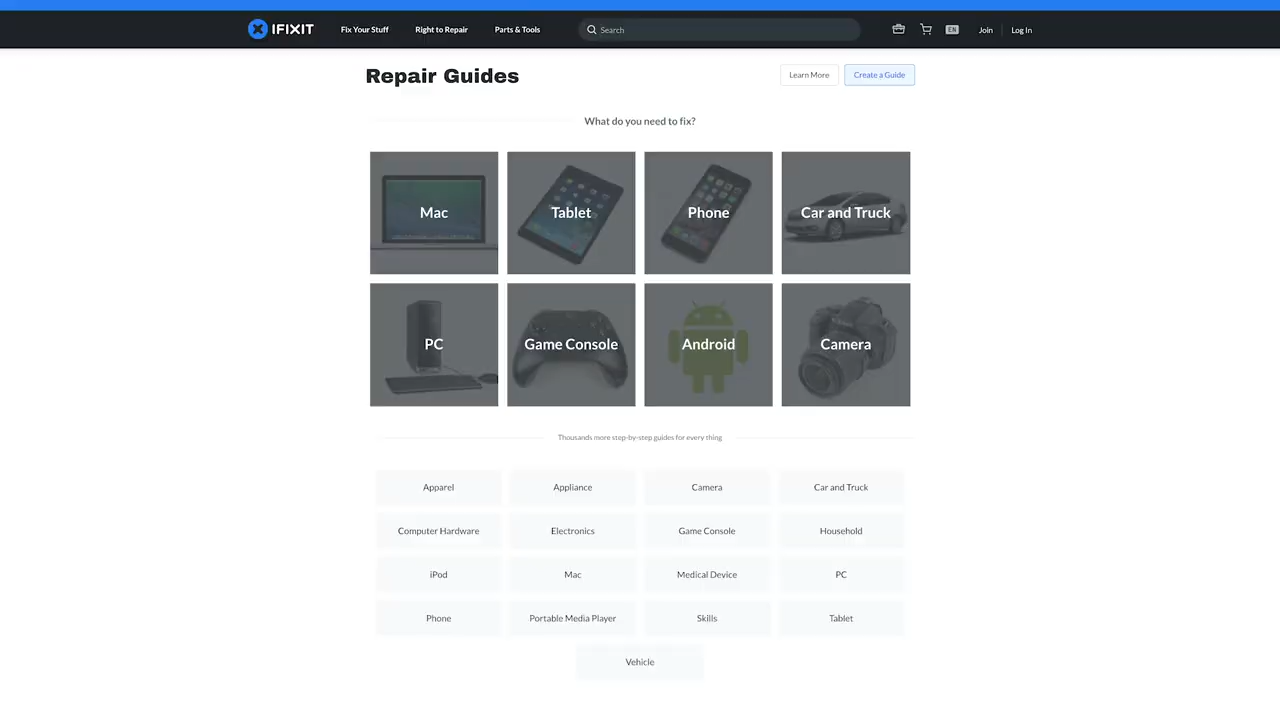 IFIXIT Fix Your Stuff Right to Repair Parts & Tools Search EN Join Log In
Repair Guides Learn More Create a Guide
What do you need to fix?
Mac Tablet Phone Car and Truck
PC Game Console Android Camera
Thousands more step-by-step guides for every thing
Apparel Appliance Camera Car and Truck
Computer Hardware Electronics Game Console Household
iPod Mac Medical Device PC
Phone Portable Media Player Skills Tablet
Vehicle